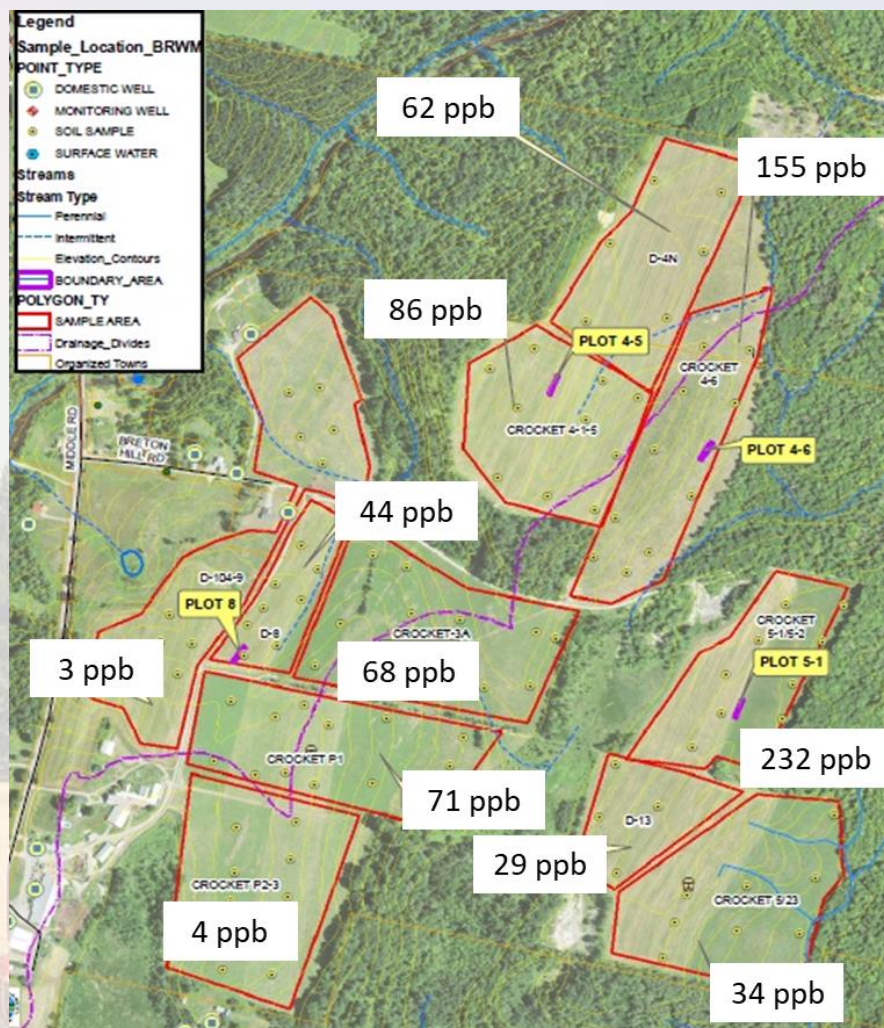 Legend
Sample_Location_BRWM
POINT_TYPE
DOMESTIC WELL
MONITORING WELL
SOIL SAMPLE
SURFACE WATER
Streams
Stream Type
Perennial
Intermittent
Elevation_Contours
BOUNDARY_AREA
POLYGON_TY
SAMPLE AREA
Drainage_Divides
Organized Towns
62 ppb
155 ppb
D-4N
86 ppb
PLOT 4-5
CROCKET
4-6
CROCKET 4-1-5
PLOT 4-6
MIDDLE RD
BRETON
HILL RD
44 ppb
D-104-9
PLOT 8
D-8
CROCKET-3A
CROCKET
5-1/5-2
3 ppb
68 ppb
PLOT 5-1
CROCKET P1
232 ppb
71 ppb
D-13
29 ppb
CROCKET P2-3
CROCKET 5/23
4 ppb
34 ppb